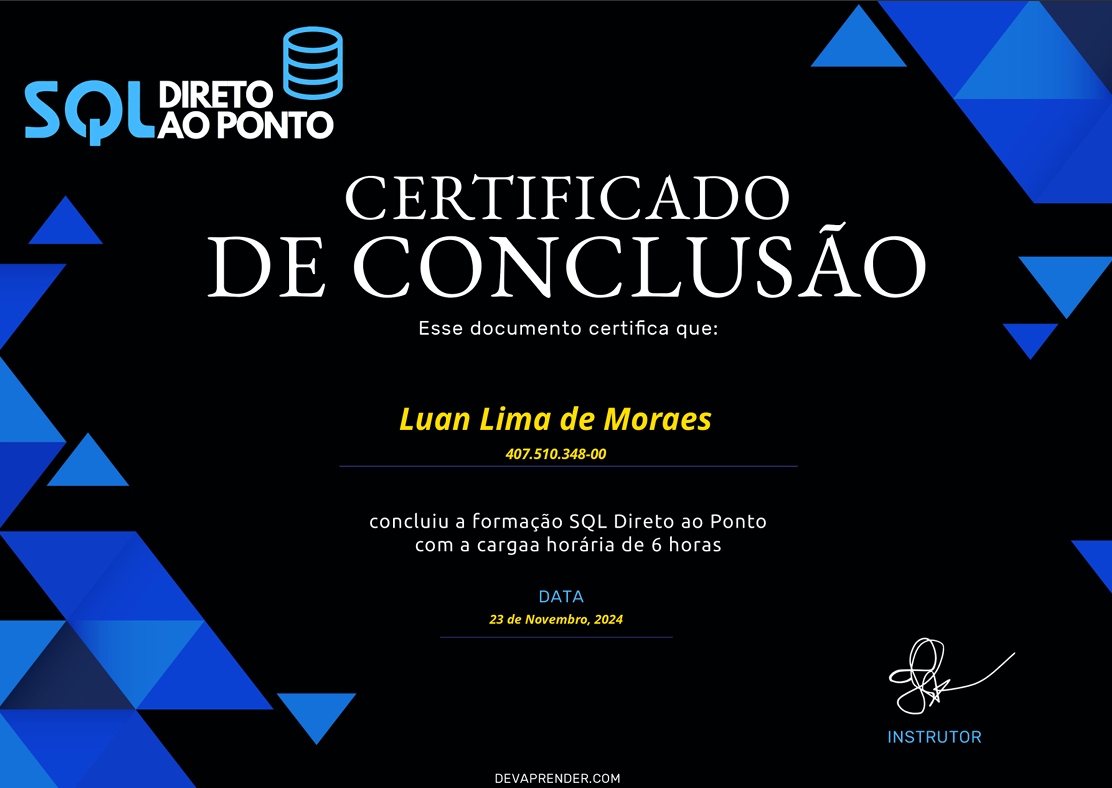 SQL DIRETO
AO PONTO
CERTIFICADO
DE CONCLUSÃO
Esse documento certifica que:
Luan Lima de Moraes
407.510.348-00
concluiu a formação SQL Direto ao Ponto
com a cargaa horária de 6 horas
DATA
23 de Novembro, 2024
INSTRUTOR
DEVAPRENDER.COM